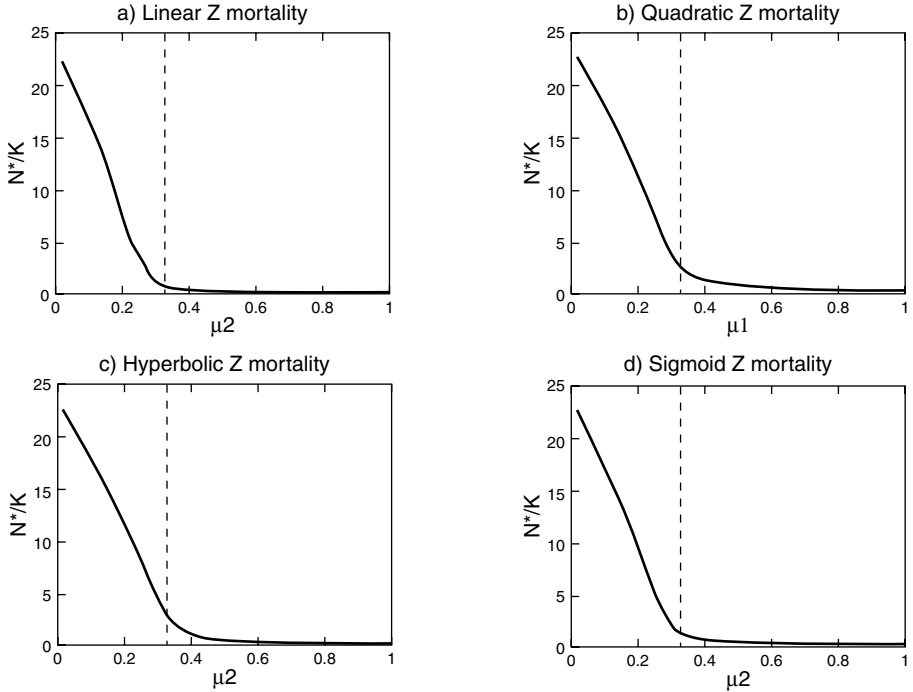 a) Linear Z mortality
25
20
15
10
5
0
N*/K
0 0.2 0.4 0.6 0.8 1
µ2
b) Quadratic Z mortality
25
20
15
10
5
0
N*/K
0 0.2 0.4 0.6 0.8 1
µ1
c) Hyperbolic Z mortality
25
20
15
10
5
0
N*/K
0 0.2 0.4 0.6 0.8 1
µ2
d) Sigmoid Z mortality
25
20
15
10
5
0
N*/K
0 0.2 0.4 0.6 0.8 1
µ2